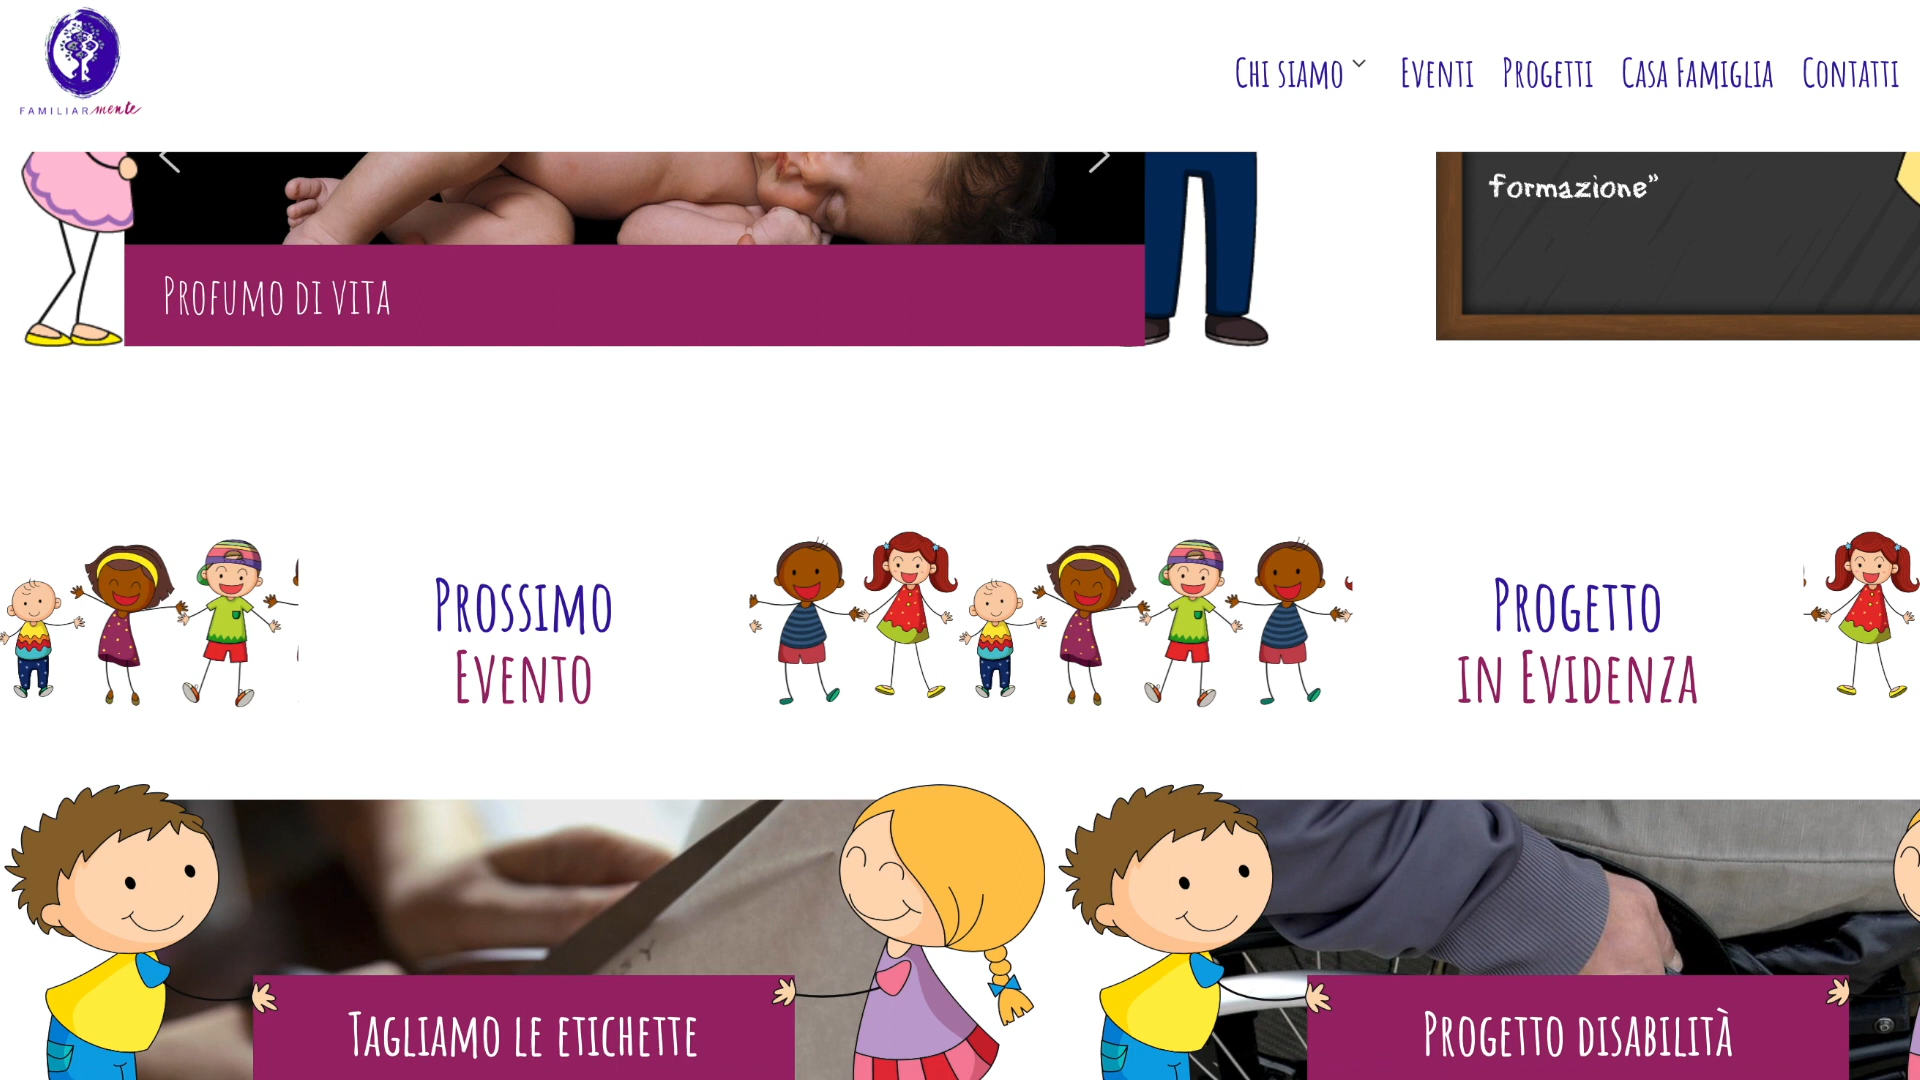 FAMILIARmente
Chi siamo
Eventi
Progetti
Casa Famiglia
Contatti
formazione”
Profumo di vita
Prossimo
Evento
Progetto
in Evidenza
Tagliamo le etichette
Progetto disabilità